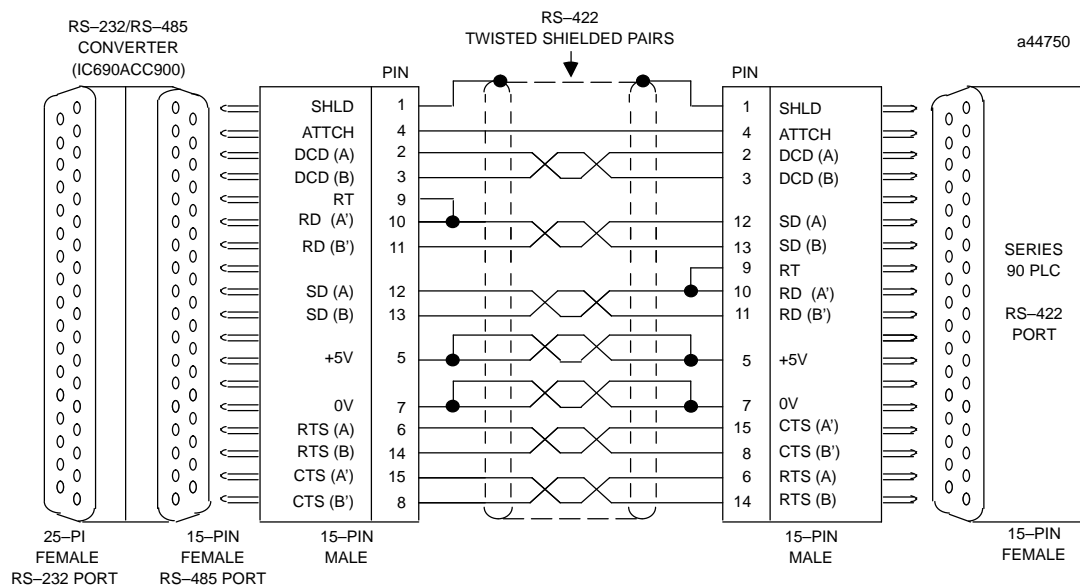 RS–232/RS–485
CONVERTER
(IC690ACC900)
RS–422
TWISTED SHIELDED PAIRS
a44750
PIN
PIN
SHLD 1
ATTCH 4
DCD (A) 2
DCD (B) 3
RT 9
RD (A') 10
RD (B') 11
SD (A) 12
SD (B) 13
+5V 5
0V 7
RTS (A) 6
RTS (B) 14
CTS (A') 15
CTS (B') 8
1 SHLD
4 ATTCH
2 DCD (A)
3 DCD (B)
12 SD (A)
13 SD (B)
9 RT
10 RD (A')
11 RD (B')
5 +5V
7 0V
15 CTS (A')
8 CTS (B')
6 RTS (A)
14 RTS (B)
SERIES
90 PLC
RS–422
PORT
25–PI
FEMALE
RS–232 PORT
15–PIN
FEMALE
RS–485 PORT
15–PIN
MALE
15–PIN
MALE
15–PIN
FEMALE